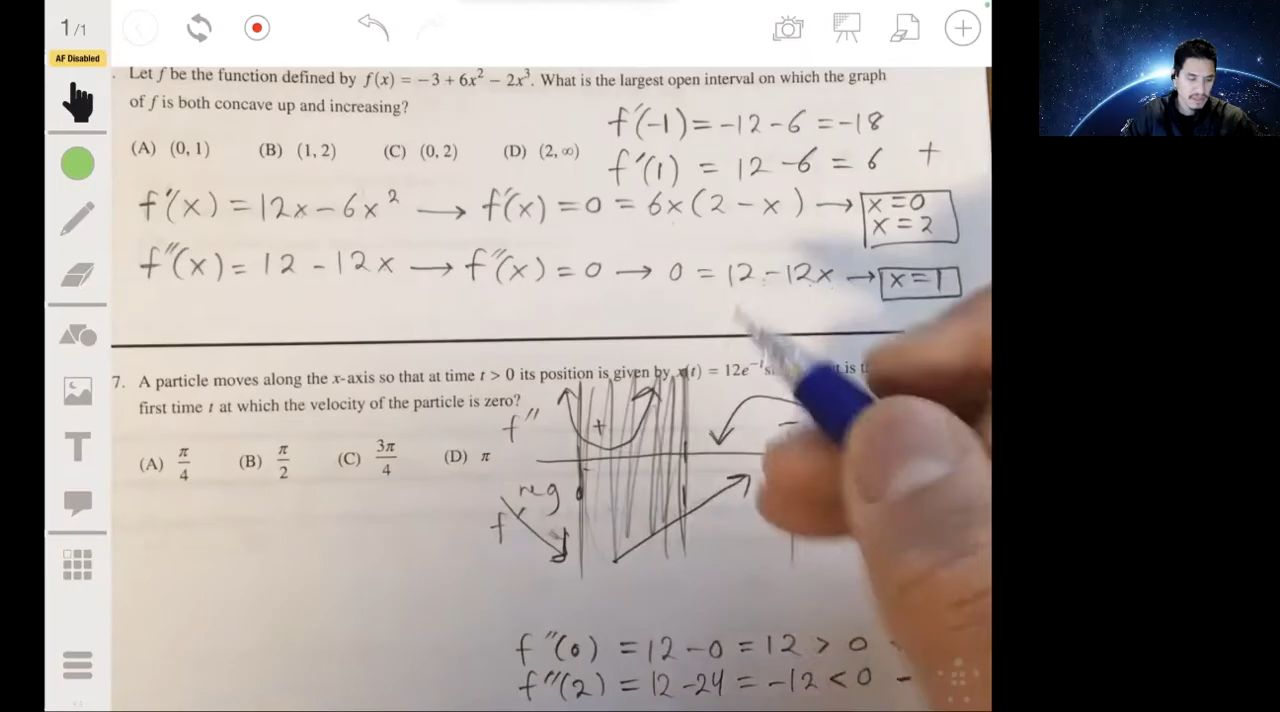 1/1
AF Disabled
. Let f be the function defined by f(x) = −3 + 6x² − 2x³. What is the largest open interval on which the graph
of f is both concave up and increasing?
f′(-1) = -12 - 6 = -18
(A) (0, 1) (B) (1, 2) (C) (0, 2) (D) (2, ∞)
f′(1) = 12 - 6 = 6 +
f′(x) = 12x - 6x² → f′(x) = 0 = 6x(2 - x) → x = 0
x = 2
f″(x) = 12 - 12x → f″(x) = 0 → 0 = 12 - 12x → x = 1
7. A particle moves along the x-axis so that at time t > 0 its position is given by x(t) = 12e⁻ᵗ
first time t at which the velocity of the particle is zero?
f″ + −
(A) π/4 (B) π/2 (C) 3π/4 (D) π
neg
f
f″(0) = 12 - 0 = 12 > 0
f″(2) = 12 - 24 = -12 < 0 -
T